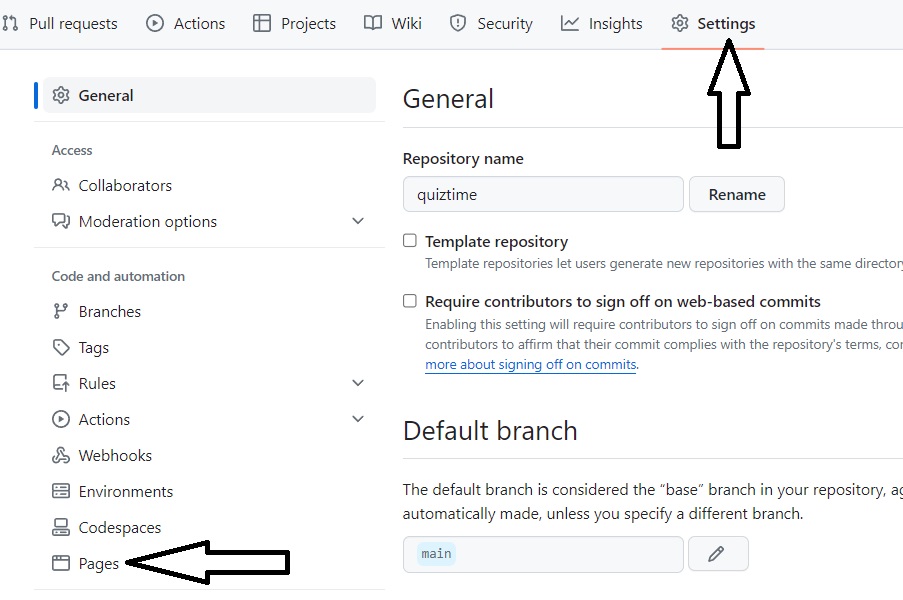 Pull requests Actions Projects Wiki Security Insights Settings
General
Access
Collaborators
Moderation options
Code and automation
Branches
Tags
Rules
Actions
Webhooks
Environments
Codespaces
Pages
General
Repository name
quiztime Rename
Template repository
Template repositories let users generate new repositories with the same directory
Require contributors to sign off on web-based commits
Enabling this setting will require contributors to sign off on commits made
contributors to affirm that their commit complies with the repository's terms,
more about signing off on commits.
Default branch
The default branch is considered the “base” branch in your repository,
automatically made, unless you specify a different branch.
main